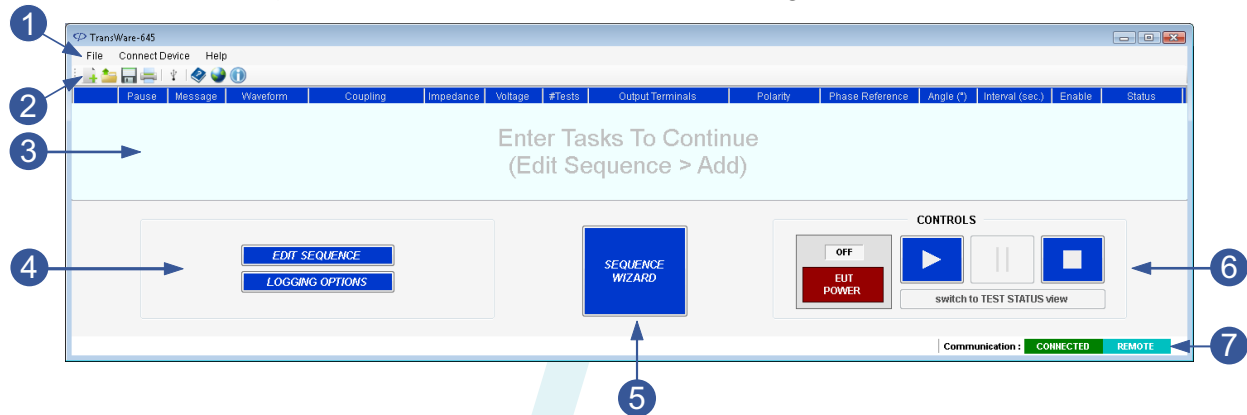 1
TransWare-645
File Connect Device Help
2
Pause Message Waveform Coupling Impedance Voltage #Tests Output Terminals Polarity Phase Reference Angle (°) Interval (sec.) Enable Status
3
Enter Tasks To Continue
(Edit Sequence > Add)
CONTROLS
4
EDIT SEQUENCE
LOGGING OPTIONS
SEQUENCE
WIZARD
OFF
EUT
POWER
switch to TEST STATUS view
6
Communication : CONNECTED REMOTE
7
5